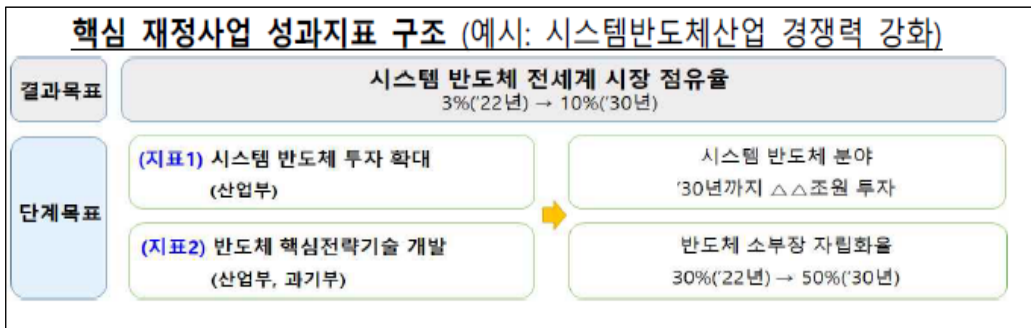 핵심 재정사업 성과지표 구조 (예시: 시스템반도체산업 경쟁력 강화)
결과목표
시스템 반도체 전세계 시장 점유율
3%('22년) → 10%('30년)
단계목표
(지표1) 시스템 반도체 투자 확대
(산업부)
시스템 반도체 분야
'30년까지 △△조원 투자
(지표2) 반도체 핵심전략기술 개발
(산업부, 과기부)
반도체 소부장 자립화율
30%('22년) → 50%('30년)